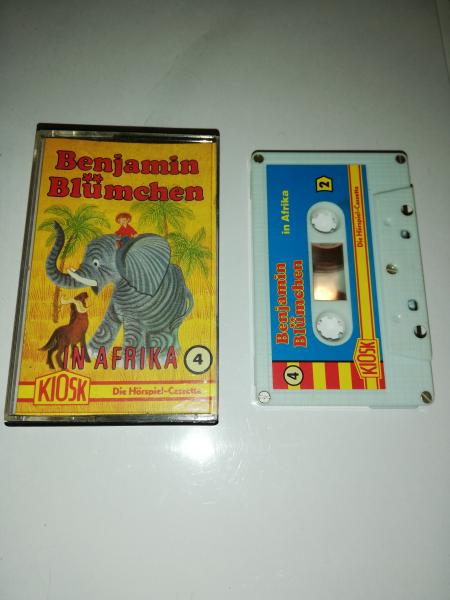 Benjamin
Blümchen
IN AFRIKA 4
KIOSK
Die Hörspiel-Cassette
4
Benjamin
Blümchen
in Afrika
2
KIOSK
Die Hörspiel-Cassette